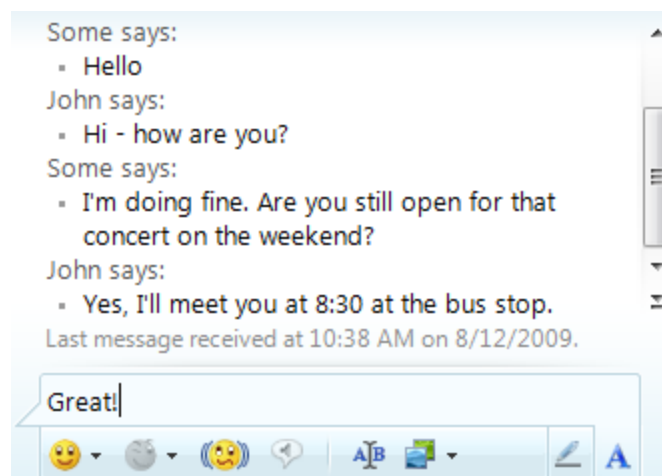 Some says:
Hello
John says:
Hi - how are you?
Some says:
I'm doing fine. Are you still open for that
concert on the weekend?
John says:
Yes, I'll meet you at 8:30 at the bus stop.
Last message received at 10:38 AM on 8/12/2009.
Great!
A B A